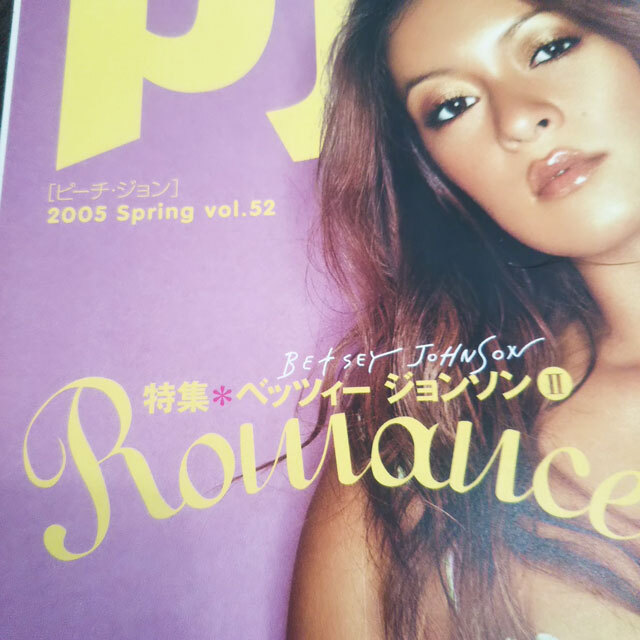 PJ
[ピーチ・ジョン]
2005 Spring vol.52
BETSEY JOHNSON
特集*ベッツィー ジョンソンⅡ
Romance